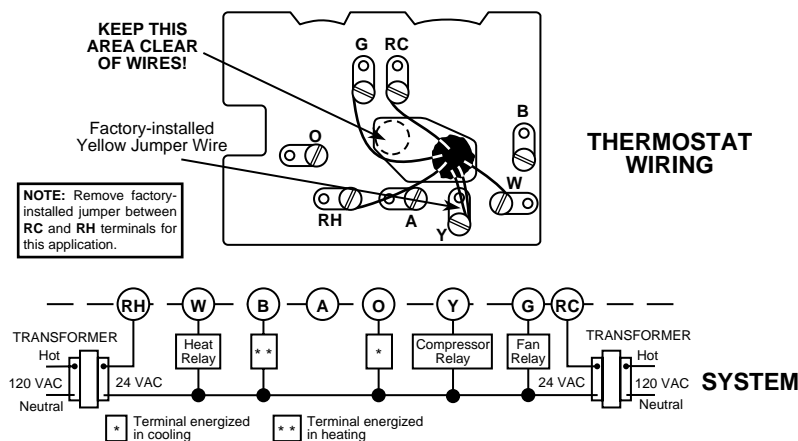 KEEP THIS
AREA CLEAR
OF WIRES!
G RC
B
Factory-installed
Yellow Jumper Wire
O
THERMOSTAT
WIRING
W
NOTE: Remove factory-
installed jumper between
RC and RH terminals for
this application.
RH
A
Y
RH W B A O Y G RC
TRANSFORMER
Hot
120 VAC
Neutral
24 VAC
Heat
Relay
* *
*
Compressor
Relay
Fan
Relay
24 VAC
TRANSFORMER
Hot
120 VAC
Neutral
SYSTEM
* Terminal energized
in cooling
* * Terminal energized
in heating